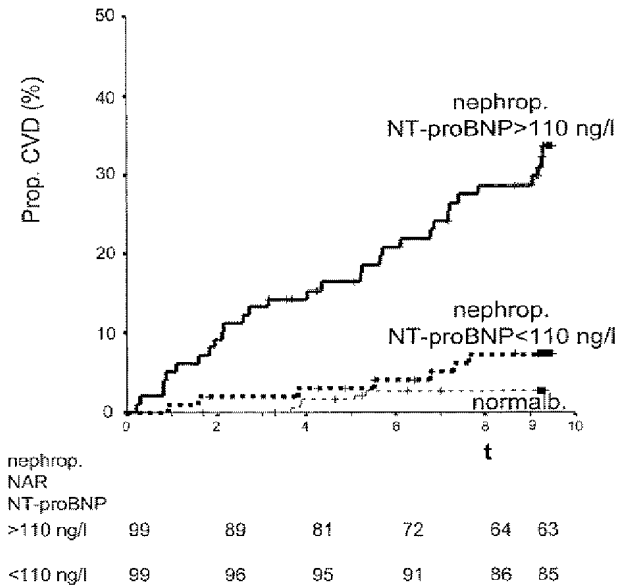 50
40
30
20
10
0
Prop. CVD (%)
nephrop.
NT-proBNP>110 ng/l
nephrop.
NT-proBNP<110 ng/l
normalb.
0 2 4 6 8 9 10
t
nephrop.
NAR
NT-proBNP
>110 ng/l 99 89 81 72 64 63
<110 ng/l 99 96 95 91 86 85